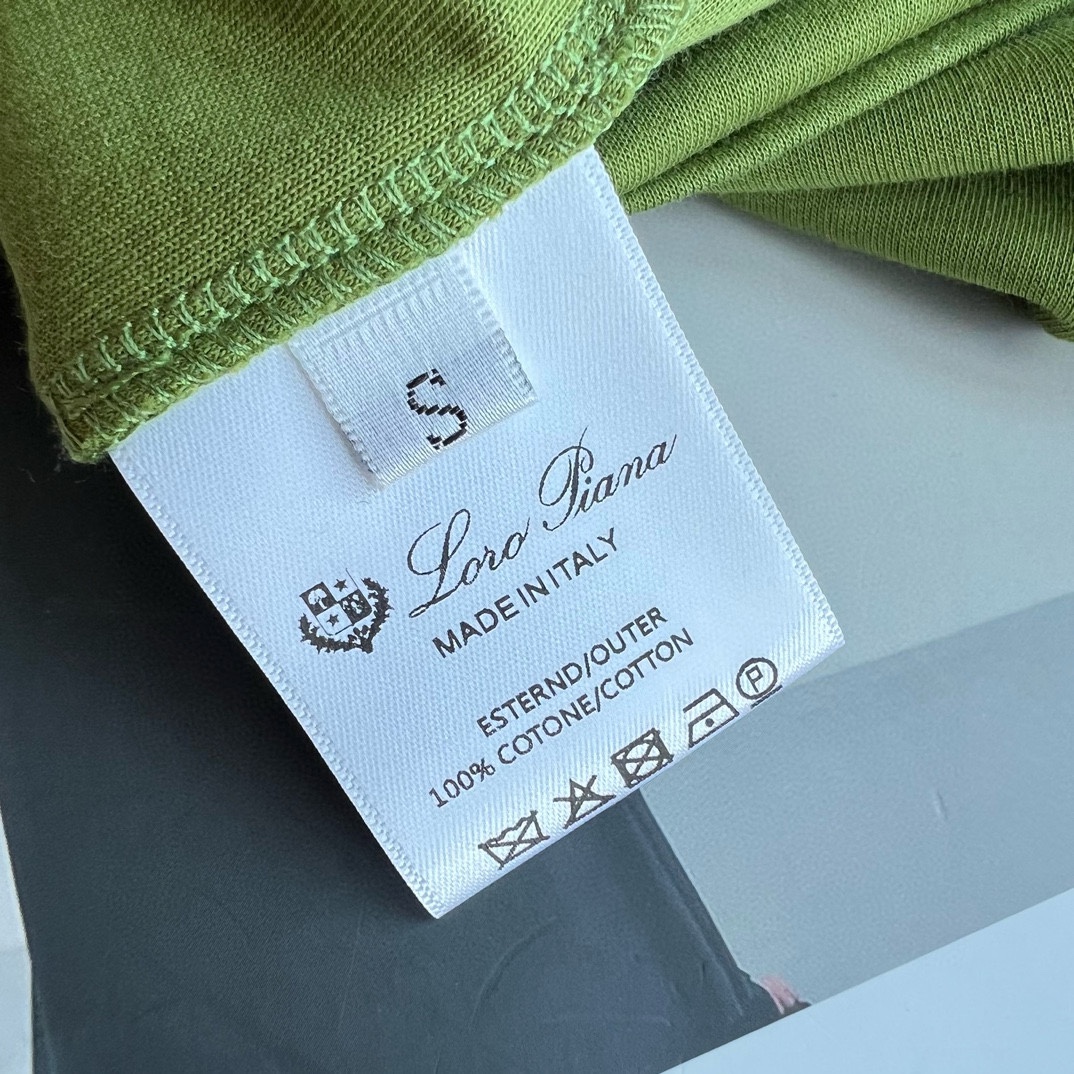 S
Loro Piana
MADE IN ITALY
ESTERND/OUTER
100% COTONE/COTTON
P